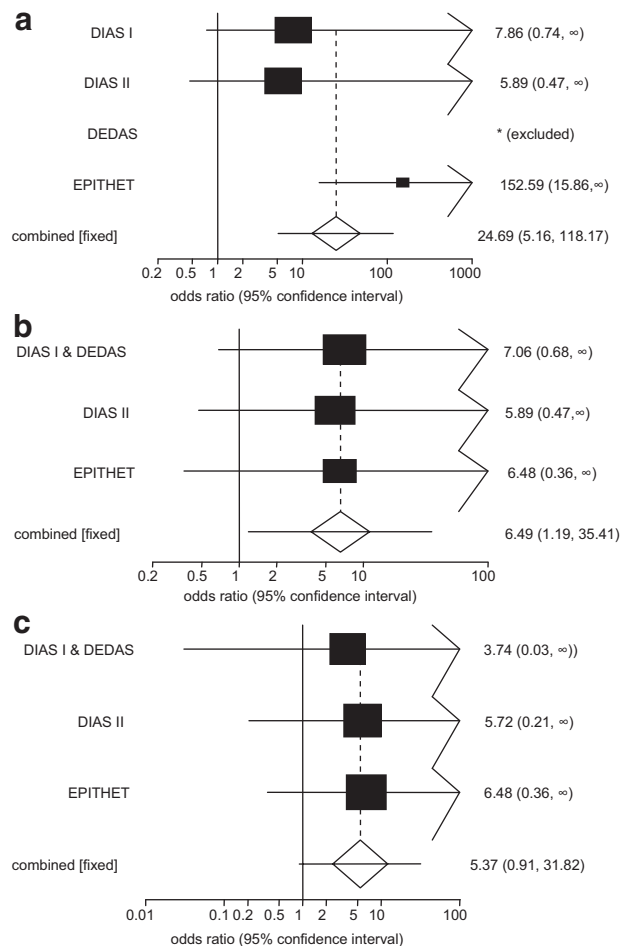 a
DIAS I 7.86 (0.74, ∞)
DIAS II 5.89 (0.47, ∞)
DEDAS * (excluded)
EPITHET 152.59 (15.86,∞)
combined [fixed] 24.69 (5.16, 118.17)
0.2 0.5 1 2 5 10 100 1000
odds ratio (95% confidence interval)
b
DIAS I & DEDAS 7.06 (0.68, ∞)
DIAS II 5.89 (0.47,∞)
EPITHET 6.48 (0.36, ∞)
combined [fixed] 6.49 (1.19, 35.41)
0.2 0.5 1 2 5 10 100
odds ratio (95% confidence interval)
c
DIAS I & DEDAS 3.74 (0.03, ∞))
DIAS II 5.72 (0.21, ∞)
EPITHET 6.48 (0.36, ∞)
combined [fixed] 5.37 (0.91, 31.82)
0.01 0.1 0.2 0.5 1 2 5 10 100
odds ratio (95% confidence interval)